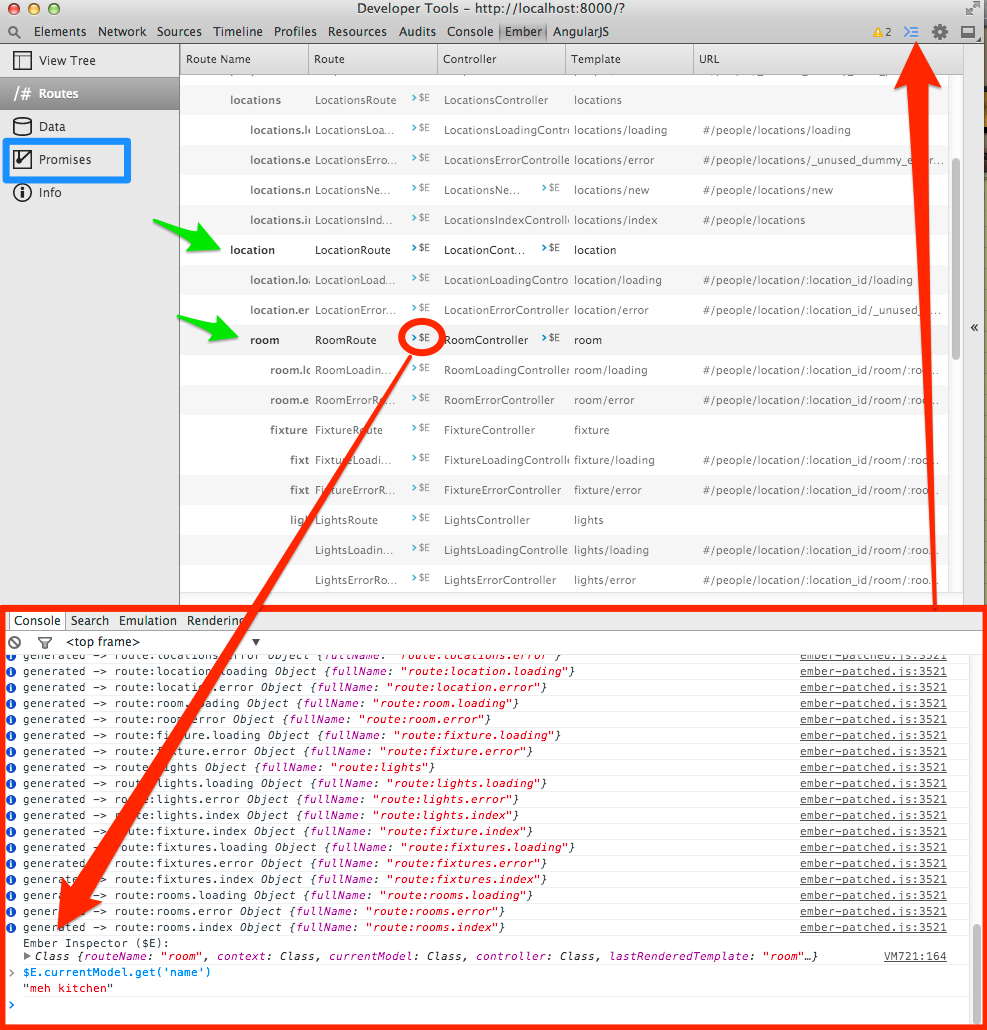 Developer Tools - http://localhost:8000/?
Elements Network Sources Timeline Profiles Resources Audits Console Ember AngularJS 2
View Tree
/# Routes
Data
Promises
Info
Route Name Route Controller Template URL
locations LocationsRoute >$E LocationsController locations
locations.l LocationsLoa... >$E LocationsLoadingContr locations/loading #/people/locations/loading
locations.e LocationsErro... >$E LocationsErrorControlle locations/error #/people/locations/_unused_dummy_error...
locations.n LocationsNe... >$E LocationsNe... >$E locations/new #/people/locations/new
locations.i LocationsInd... >$E LocationsIndexControll locations/index #/people/locations
location LocationRoute >$E LocationCont... >$E location
location.lo LocationLoad... >$E LocationLoadingContro location/loading #/people/location/:location_id/loading
location.er LocationError... >$E LocationErrorController location/error #/people/location/:location_id/_unused_...
room RoomRoute >$E RoomController >$E room
room.lo RoomLoadin... >$E RoomLoadingController room/loading #/people/location/:location_id/room/:roo...
room.e RoomErrorRo... >$E RoomErrorController room/error #/people/location/:location_id/room/:roo...
fixture FixtureRoute >$E FixtureController fixture
fixt FixtureLoadi... >$E FixtureLoadingControll fixture/loading #/people/location/:location_id/room/:roo...
fixt FixtureErrorR... >$E FixtureErrorController fixture/error #/people/location/:location_id/room/:roo...
ligh LightsRoute >$E LightsController lights
LightsLoadin... >$E LightsLoadingControlle lights/loading #/people/location/:location_id/room/:roo...
LightsErrorRo... >$E LightsErrorController lights/error #/people/location/:location_id/room/:roo...
«
Console Search Emulation Rendering
<top frame>
generated -> route:locations.error Object {fullName: "route:locations.error"} ember-patched.js:3521
generated -> route:location.loading Object {fullName: "route:location.loading"} ember-patched.js:3521
generated -> route:location.error Object {fullName: "route:location.error"} ember-patched.js:3521
generated -> route:room.loading Object {fullName: "route:room.loading"} ember-patched.js:3521
generated -> route:room.error Object {fullName: "route:room.error"} ember-patched.js:3521
generated -> route:fixture.loading Object {fullName: "route:fixture.loading"} ember-patched.js:3521
generated -> route:fixture.error Object {fullName: "route:fixture.error"} ember-patched.js:3521
generated -> route:lights Object {fullName: "route:lights"} ember-patched.js:3521
generated -> route:lights.loading Object {fullName: "route:lights.loading"} ember-patched.js:3521
generated -> route:lights.error Object {fullName: "route:lights.error"} ember-patched.js:3521
generated -> route:lights.index Object {fullName: "route:lights.index"} ember-patched.js:3521
generated -> route:fixture.index Object {fullName: "route:fixture.index"} ember-patched.js:3521
generated -> route:fixtures.loading Object {fullName: "route:fixtures.loading"} ember-patched.js:3521
generated -> route:fixtures.error Object {fullName: "route:fixtures.error"} ember-patched.js:3521
generated -> route:fixtures.index Object {fullName: "route:fixtures.index"} ember-patched.js:3521
generated -> route:rooms.loading Object {fullName: "route:rooms.loading"} ember-patched.js:3521
generated -> route:rooms.error Object {fullName: "route:rooms.error"} ember-patched.js:3521
generated -> route:rooms.index Object {fullName: "route:rooms.index"} ember-patched.js:3521
Ember Inspector ($E):
Class {routeName: "room", context: Class, currentModel: Class, controller: Class, lastRenderedTemplate: "room"…} VM721:164
> $E.currentModel.get('name')
"meh kitchen"
>